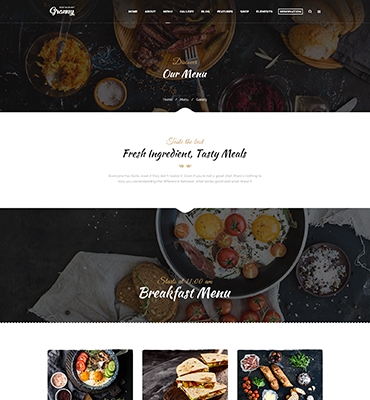 Granny
HOME ABOUT MENU GALLERY BLOG FEATURES SHOP ELEMENTS RESERVATION
Discover
Our Menu
Home / Menu / Gallery
Taste the best
Fresh Ingredient, Tasty Meals
Starts at 11:00 am
Breakfast Menu